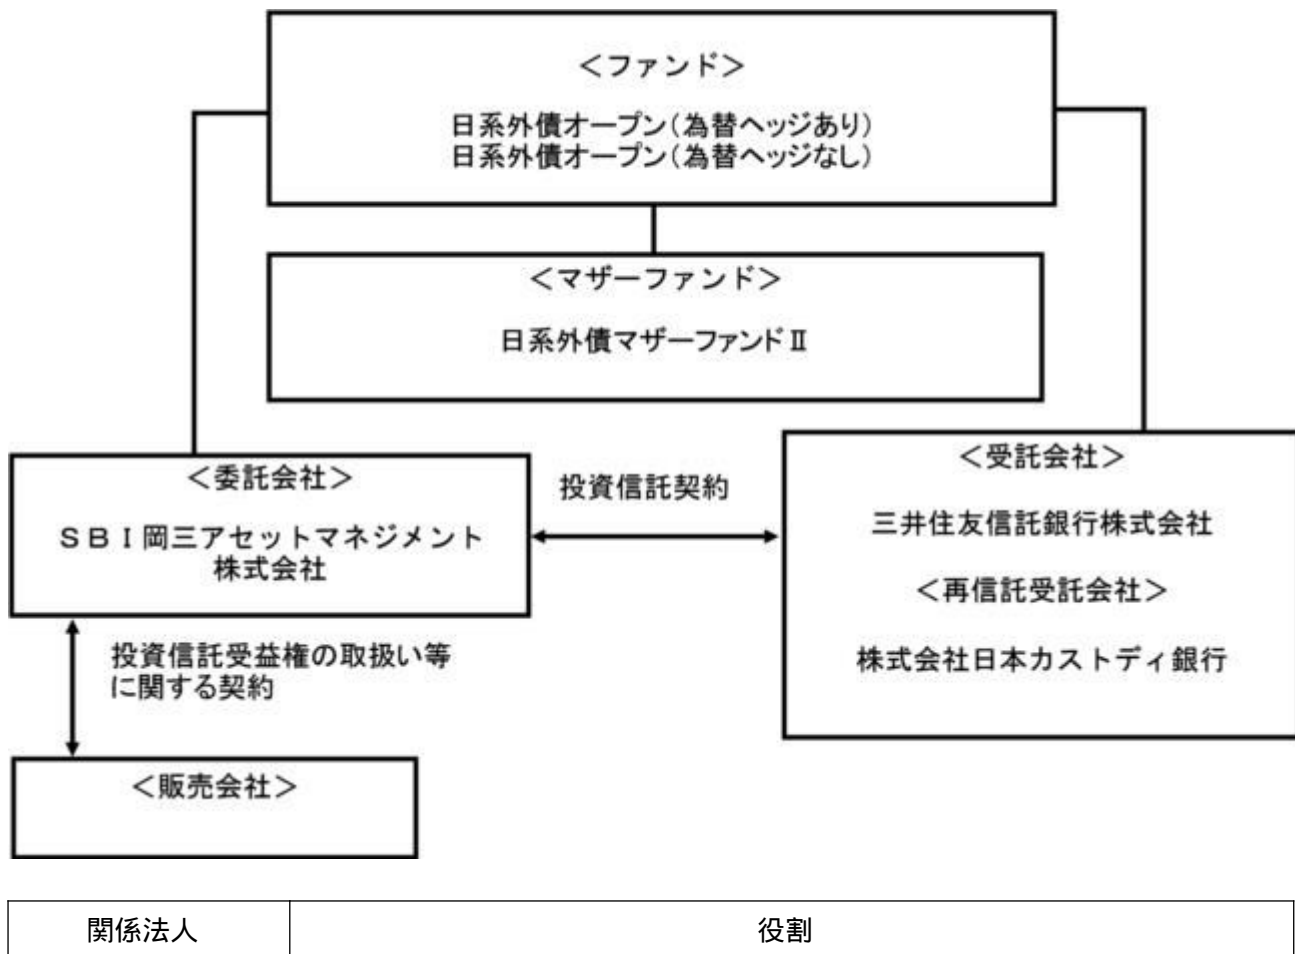 ＜ファンド＞
日系外債オープン（為替ヘッジあり）
日系外債オープン（為替ヘッジなし）
＜マザーファンド＞
日系外債マザーファンドⅡ
＜委託会社＞
ＳＢＩ岡三アセットマネジメント
株式会社
投資信託契約
＜受託会社＞
三井住友信託銀行株式会社
＜再信託受託会社＞
株式会社日本カストディ銀行
投資信託受益権の取扱い等
に関する契約
＜販売会社＞
関係法人 役割